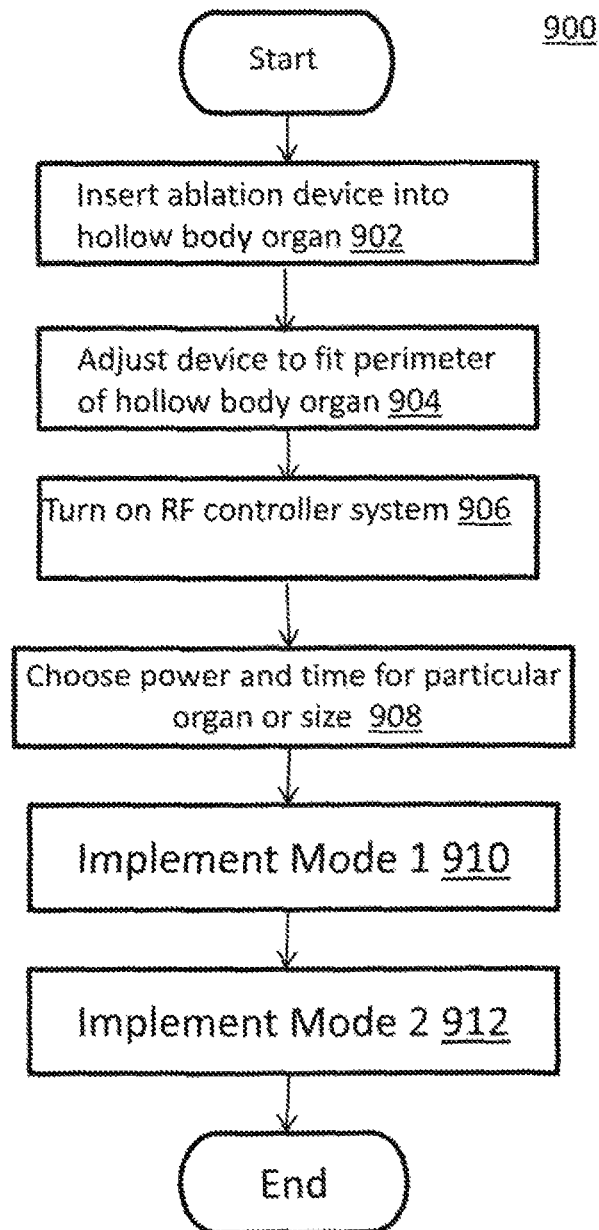 900
Start
Insert ablation device into
hollow body organ 902
Adjust device to fit perimeter
of hollow body organ 904
Turn on RF controller system 906
Choose power and time for particular
organ or size 908
Implement Mode 1 910
Implement Mode 2 912
End